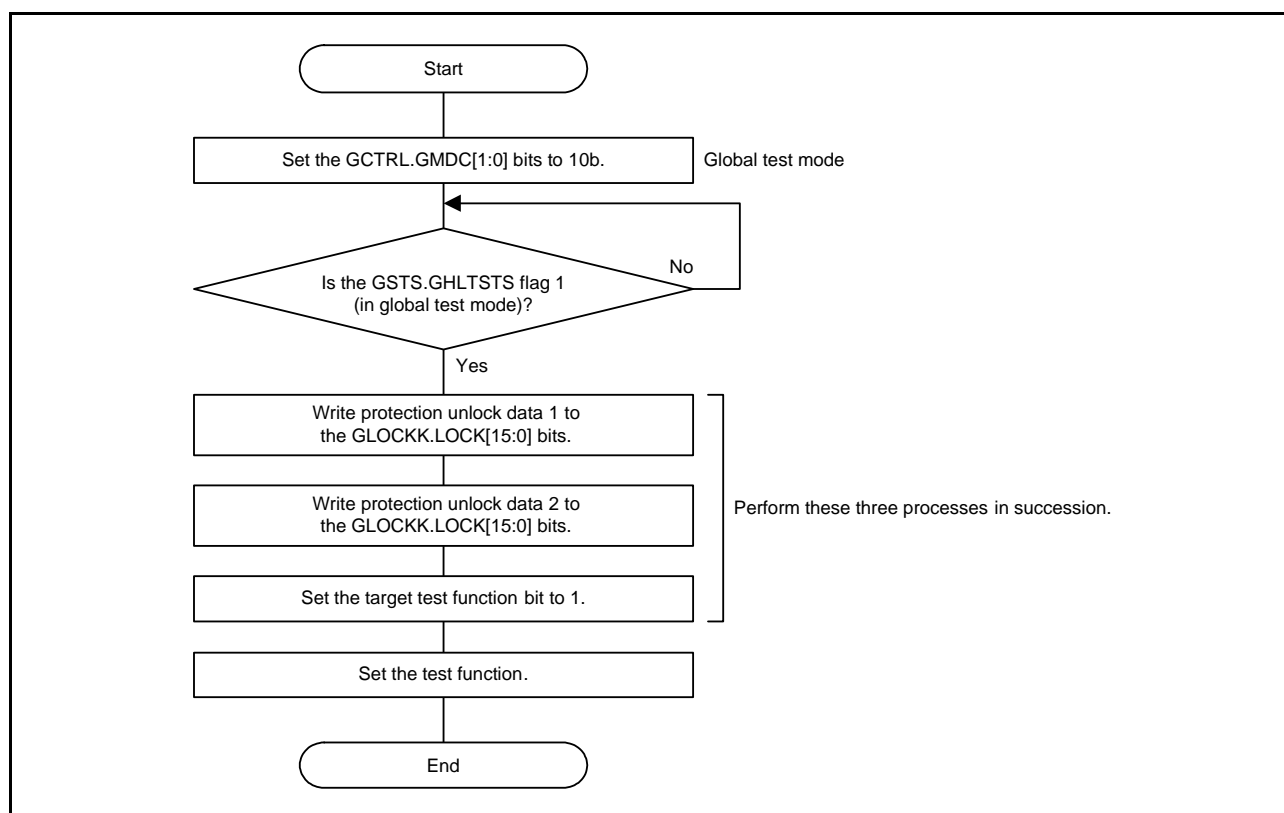 Start
Set the GCTRL.GMDC[1:0] bits to 10b.
Global test mode
No
Is the GSTS.GHLTSTS flag 1
(in global test mode)?
Yes
Write protection unlock data 1 to
the GLOCKK.LOCK[15:0] bits.
Write protection unlock data 2 to
the GLOCKK.LOCK[15:0] bits.
Perform these three processes in succession.
Set the target test function bit to 1.
Set the test function.
End